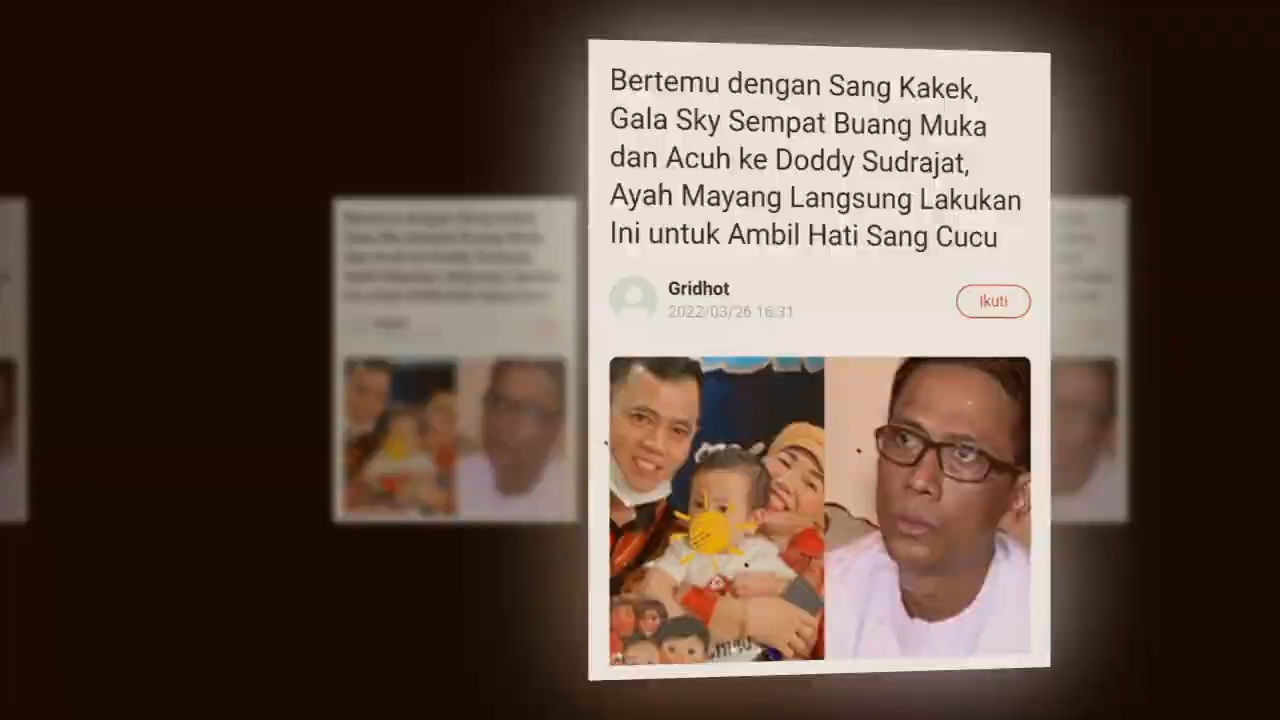 Bertemu dengan Sang Kakek,
Gala Sky Sempat Buang Muka
dan Acuh ke Doddy Sudrajat,
Ayah Mayang Langsung Lakukan
Ini untuk Ambil Hati Sang Cucu
Gridhot
2022/03/26 16:31
Ikuti